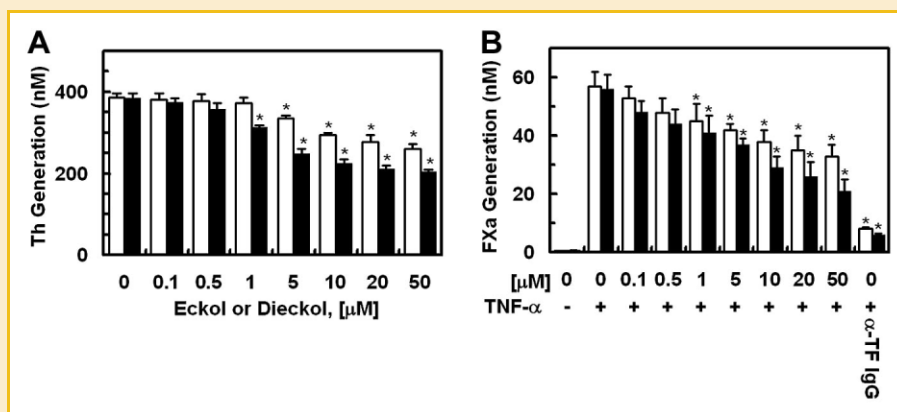 A
Th Generation (nM)
400
200
0
* * * * *
* * * *
0 0.1 0.5 1 5 10 20 50
Eckol or Dieckol, [μM]
B
FXa Generation (nM)
60
40
20
0
* * * * * * * * * * * *
[μM] 0 0 0.1 0.5 1 5 10 20 50 0
TNF-α - + + + + + + + + +
α-TF IgG